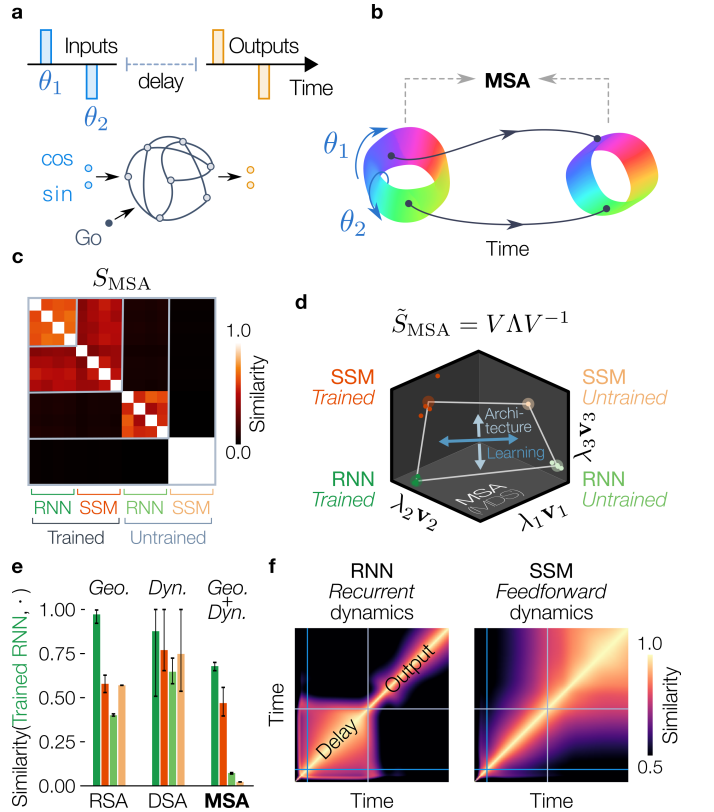 a
Inputs
Outputs
delay
Time
θ1
θ2
cos
sin
Go
b
MSA
θ1
θ2
Time
c
S_MSA
1.0
Similarity
0.0
RNN SSM RNN SSM
Trained Untrained
d
S̃_MSA = VΛV⁻¹
SSM
Trained
SSM
Untrained
Archi-
tecture
Learning
RNN
Trained
RNN
Untrained
MSA
(MDS)
λ₂v₂
λ₁v₁
λ₃v₃
e
Geo. Dyn. Geo.
+
Dyn.
Similarity(Trained RNN, · )
1.00
0.75
0.50
0.25
0.00
RSA DSA MSA
f
RNN
Recurrent
dynamics
SSM
Feedforward
dynamics
Time
Delay
Output
Time
Time
1.0
Similarity
0.5